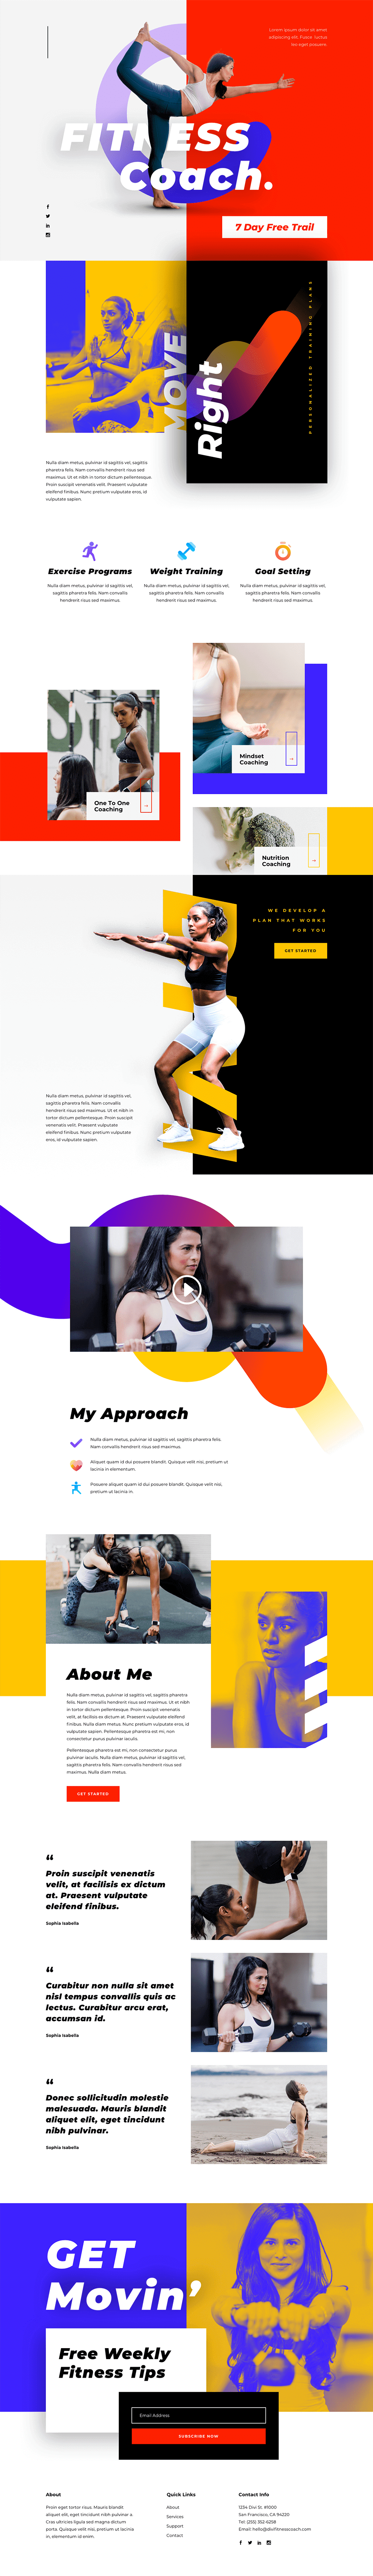 Lorem ipsum dolor sit amet
adipiscing elit. Fusce luctus
leo eget posuere.
FITNESS
Coach.
7 Day Free Trail
MOVE
Right
PERSONALIZED TRAINING PLANS
Nulla diam metus, pulvinar id sagittis vel, sagittis
pharetra felis. Nam convallis hendrerit risus sed
maximus. Ut et nibh in tortor dictum pellentesque.
Proin suscipit venenatis velit. Praesent vulputate
eleifend finibus. Nunc pretium vulputate eros, id
vulputate sapien.
Exercise Programs
Nulla diam metus, pulvinar id sagittis vel,
sagittis pharetra felis. Nam convallis
hendrerit risus sed maximus.
Weight Training
Nulla diam metus, pulvinar id sagittis vel,
sagittis pharetra felis. Nam convallis
hendrerit risus sed maximus.
Goal Setting
Nulla diam metus, pulvinar id sagittis vel,
sagittis pharetra felis. Nam convallis
hendrerit risus sed maximus.
Mindset
Coaching
One To One
Coaching
Nutrition
Coaching
WE DEVELOP A
PLAN THAT WORKS
FOR YOU
GET STARTED
Nulla diam metus, pulvinar id sagittis vel,
sagittis pharetra felis. Nam convallis
hendrerit risus sed maximus. Ut et nibh in
tortor dictum pellentesque. Proin suscipit
venenatis velit. Praesent vulputate
eleifend finibus. Nunc pretium vulputate
eros, id vulputate sapien.
My Approach
Nulla diam metus, pulvinar id sagittis vel, sagittis pharetra felis.
Nam convallis hendrerit risus sed maximus.
Aliquet quam id dui posuere blandit. Quisque velit nisi, pretium ut
lacinia in elementum.
Posuere aliquet quam id dui posuere blandit. Quisque velit nisi,
pretium ut lacinia in.
About Me
Nulla diam metus, pulvinar id sagittis vel, sagittis pharetra
felis. Nam convallis hendrerit risus sed maximus. Ut et nibh
in tortor dictum pellentesque. Proin suscipit venenatis
velit, at facilisis ex dictum at. Praesent vulputate eleifend
finibus. Nulla diam metus. Nunc pretium vulputate eros, id
vulputate sapien. Pellentesque pharetra est mi, non
consectetur purus pulvinar iaculis.
Pellentesque pharetra est mi, non consectetur purus
pulvinar iaculis. Nulla diam metus, pulvinar id sagittis vel,
sagittis pharetra felis. Nam convallis hendrerit risus sed
maximus. Nulla diam metus.
GET STARTED
“
Proin suscipit venenatis
velit, at facilisis ex dictum
at. Praesent vulputate
eleifend finibus.
Sophia Isabella
“
Curabitur non nulla sit amet
nisl tempus convallis quis ac
lectus. Curabitur arcu erat,
accumsan id.
Sophia Isabella
“
Donec sollicitudin molestie
malesuada. Mauris blandit
aliquet elit, eget tincidunt
nibh pulvinar.
Sophia Isabella
GET
Movin’
Free Weekly
Fitness Tips
Email Address
SUBSCRIBE NOW
About
Proin eget tortor risus. Mauris blandit
aliquet elit, eget tincidunt nibh pulvinar a.
Cras ultricies ligula sed magna dictum
porta. Quisque velit nisi, pretium ut lacinia
in, elementum id enim.
Quick Links
About
Services
Support
Contact
Contact Info
1234 Divi St. #1000
San Francisco, CA 94220
Tel: (255) 352-6258
Email: hello@divifitnesscoach.com